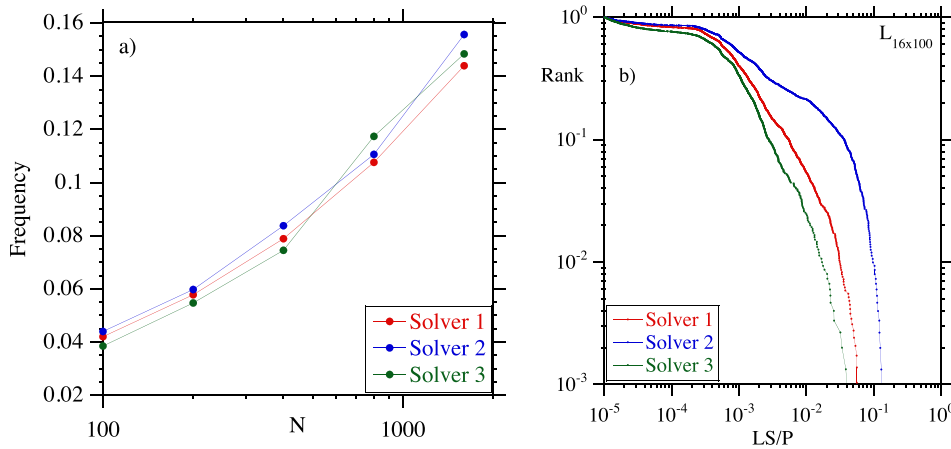 a)
0.16
0.14
0.12
0.1
0.08
0.06
0.04
0.02
Frequency
100
1000
N
Solver 1
Solver 2
Solver 3
b)
L16x100
Rank
10^0
10^-1
10^-2
10^-3
Solver 1
Solver 2
Solver 3
10^-5
10^-4
10^-3
10^-2
10^-1
10^0
LS/P